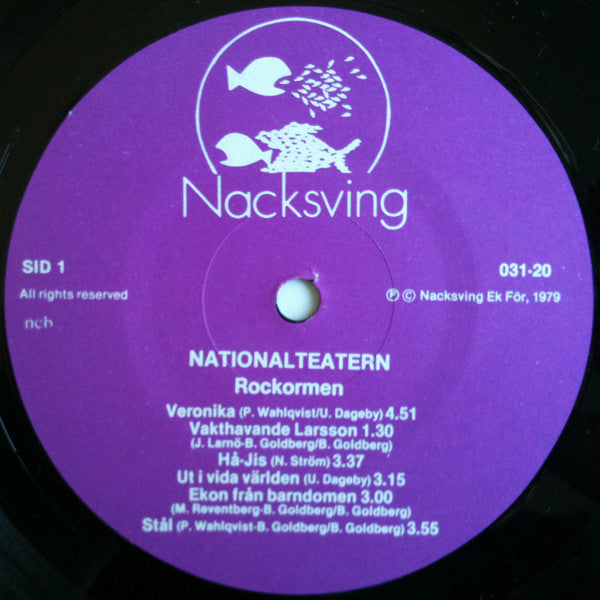 Nacksving
SID 1
031-20
All rights reserved
Ⓟ © Nacksving Ek För, 1979
ncb
NATIONALTEATERN
Rockormen
Veronika (P. Wahlqvist/U. Dageby) 4.51
Vakthavande Larsson 1.30
(J. Larnö-B. Goldberg/B. Goldberg)
Hå-Jis (N. Ström) 3.37
Ut i vida världen (U. Dageby) 3.15
Ekon från barndomen 3.00
(M. Reventberg-B. Goldberg/B. Goldberg)
Stål (P. Wahlqvist-B. Goldberg/B. Goldberg) 3.55